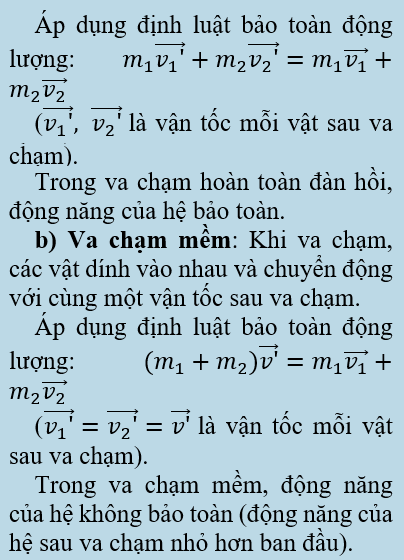 Áp dụng định luật bảo toàn động
lượng: $m_1\overrightarrow{v_1}' + m_2\overrightarrow{v_2}' = m_1\overrightarrow{v_1} +$
$m_2\overrightarrow{v_2}$
($\overrightarrow{v_1}'$, $\overrightarrow{v_2}'$ là vận tốc mỗi vật sau va
chạm).
Trong va chạm hoàn toàn đàn hồi,
động năng của hệ bảo toàn.
b) Va chạm mềm: Khi va chạm,
các vật dính vào nhau và chuyển động
với cùng một vận tốc sau va chạm.
Áp dụng định luật bảo toàn động
lượng: $(m_1 + m_2)\overrightarrow{v'} = m_1\overrightarrow{v_1} +$
$m_2\overrightarrow{v_2}$
($\overrightarrow{v_1}' = \overrightarrow{v_2}' = \overrightarrow{v'}$ là vận tốc mỗi vật
sau va chạm).
Trong va chạm mềm, động năng
của hệ không bảo toàn (động năng của
hệ sau va chạm nhỏ hơn ban đầu).